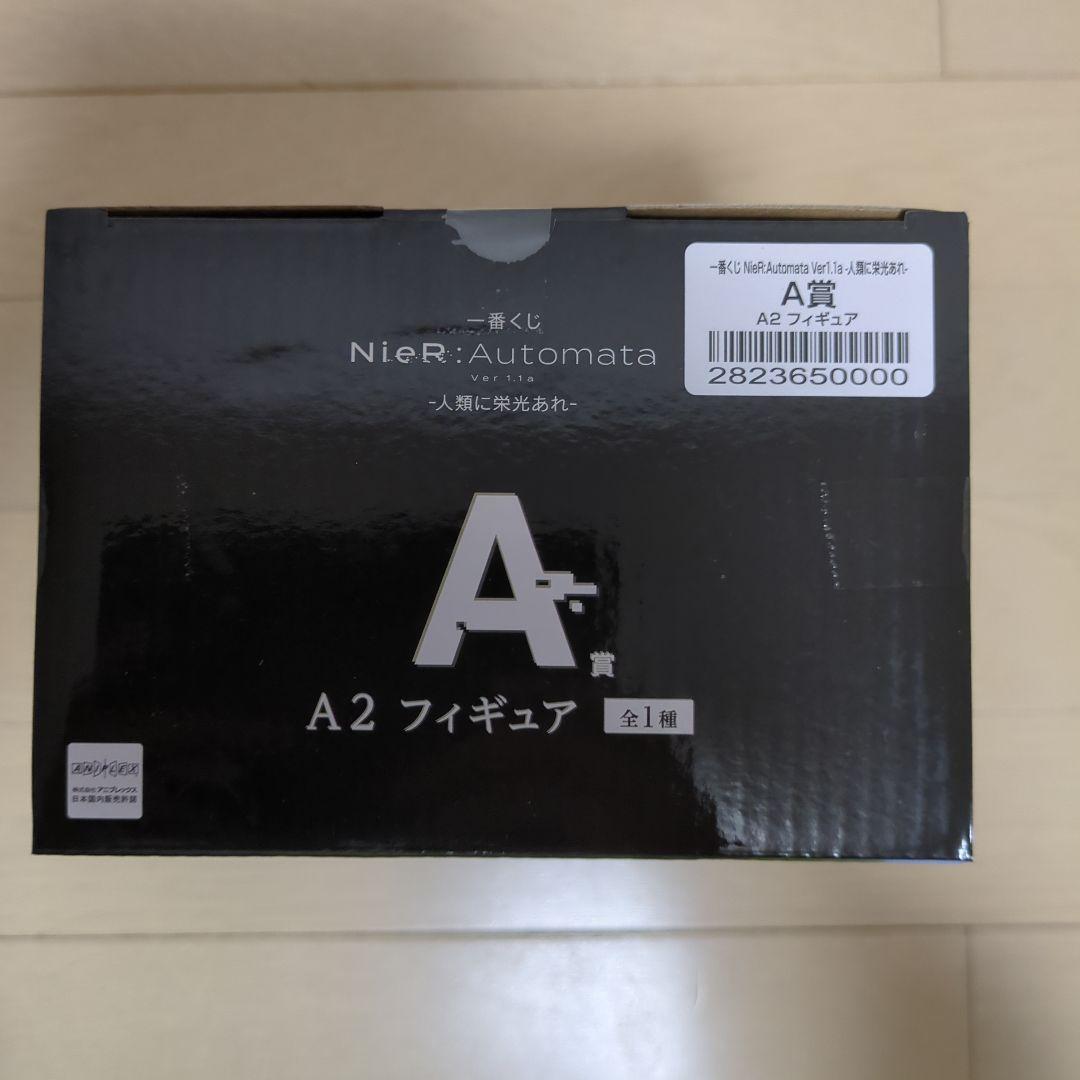 一番くじ NieR:Automata Ver1.1a -人類に栄光あれ-
A賞
A2 フィギュア
2823650000
一番くじ
NieR:Automata
Ver 1.1a
-人類に栄光あれ-
A賞
A2 フィギュア 全1種
ANIPLEX
株式会社 アニプレックス
日本国内販売許諾